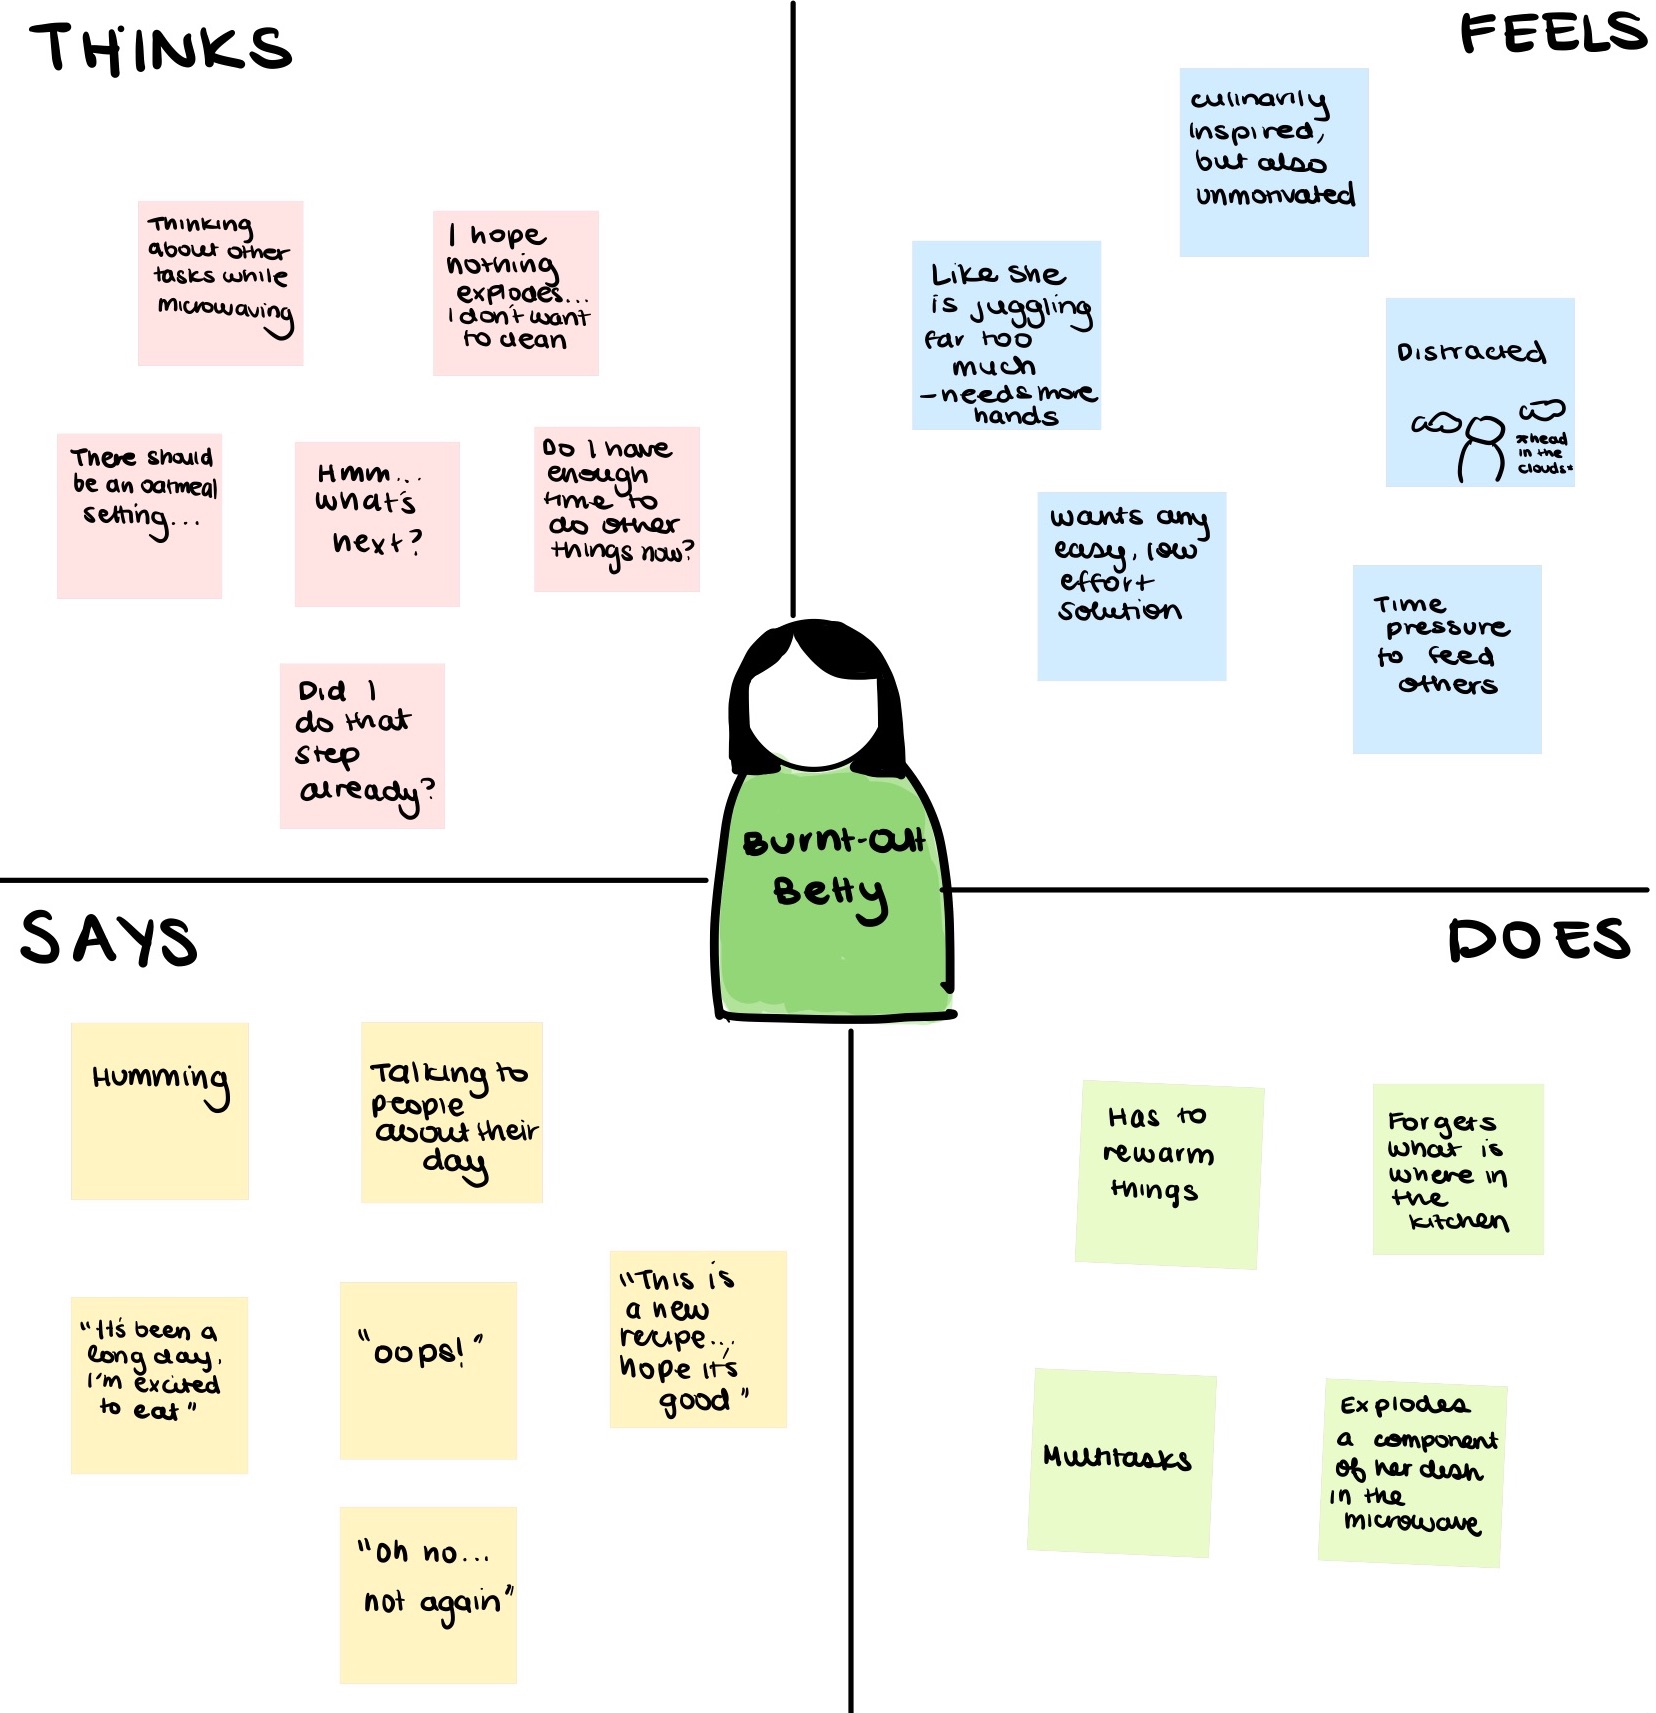 THINKS
Thinking
about other
tasks while
microwaving
I hope
nothing
explodes...
I don't want
to clean
There should
be an oatmeal
setting...
Hmm...
what's
next?
Do I have
enough
time to
do other
things now?
Did I
do that
step
already?
FEELS
culinarily
inspired,
but also
unmotivated
Like she
is juggling
far too
much
-needs more
hands
Distracted
*head
in the
clouds*
wants any
easy, low
effort
solution
Time
pressure
to feed
others
Burnt-out
Betty
SAYS
Humming
Talking to
people
about their
day
"It's been a
long day.
I'm excited
to eat"
"oops!"
"This is
a new
recipe...
hope it's
good"
"oh no...
not again"
DOES
Has to
rewarm
things
Forgets
what is
where in
the
kitchen
Multitasks
Explodes
a component
of her dish
in the
microwave